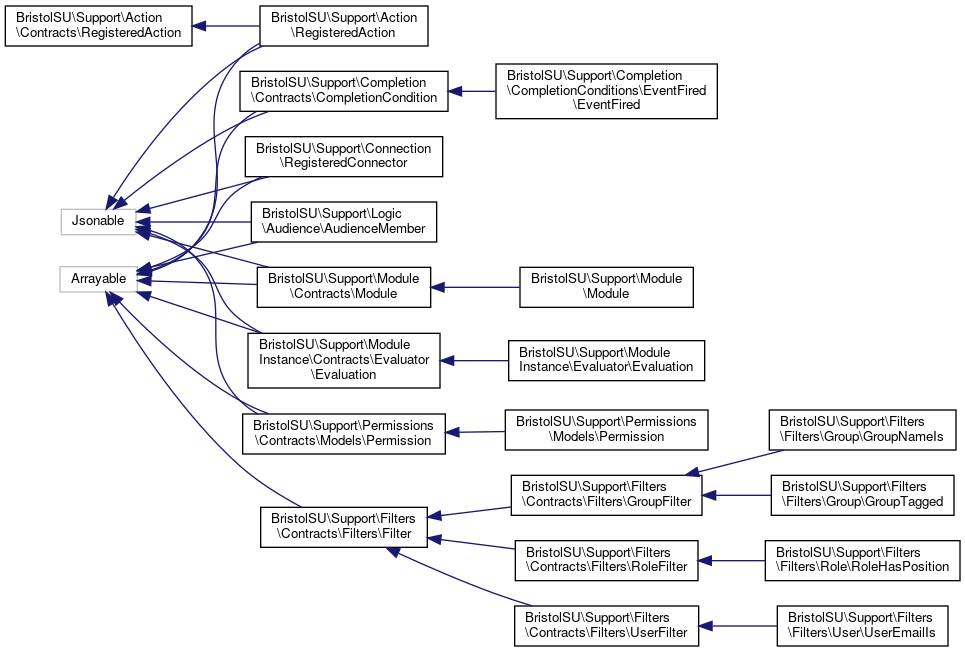 BristolSU\Support\Action
\Contracts\RegisteredAction
BristolSU\Support\Action
\RegisteredAction
BristolSU\Support\Completion
\Contracts\CompletionCondition
BristolSU\Support\Completion
\CompletionConditions\EventFired
\EventFired
BristolSU\Support\Connection
\RegisteredConnector
Jsonable
BristolSU\Support\Logic
\Audience\AudienceMember
Arrayable
BristolSU\Support\Module
\Contracts\Module
BristolSU\Support\Module
\Module
BristolSU\Support\Module
Instance\Contracts\Evaluator
\Evaluation
BristolSU\Support\Module
Instance\Evaluator\Evaluation
BristolSU\Support\Permissions
\Contracts\Models\Permission
BristolSU\Support\Permissions
\Models\Permission
BristolSU\Support\Filters
\Filters\Group\GroupNameIs
BristolSU\Support\Filters
\Contracts\Filters\Filter
BristolSU\Support\Filters
\Contracts\Filters\GroupFilter
BristolSU\Support\Filters
\Filters\Group\GroupTagged
BristolSU\Support\Filters
\Contracts\Filters\RoleFilter
BristolSU\Support\Filters
\Filters\Role\RoleHasPosition
BristolSU\Support\Filters
\Contracts\Filters\UserFilter
BristolSU\Support\Filters
\Filters\User\UserEmailIs